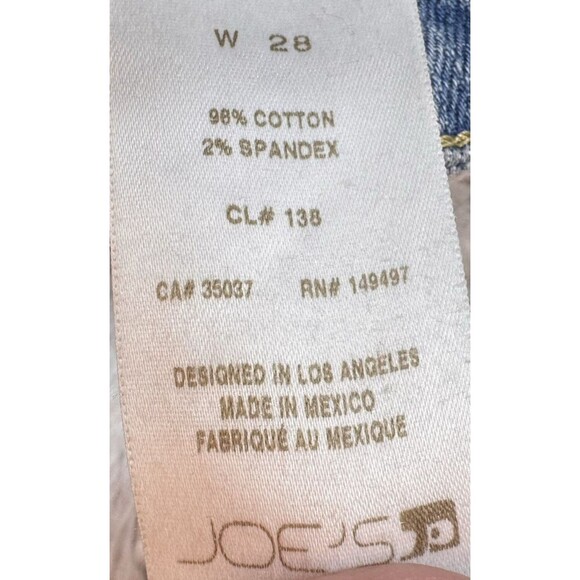 W 28
98% COTTON
2% SPANDEX
CL# 138
CA# 35037 RN# 149497
DESIGNED IN LOS ANGELES
MADE IN MEXICO
FABRIQUÉ AU MEXIQUE
JOE'S